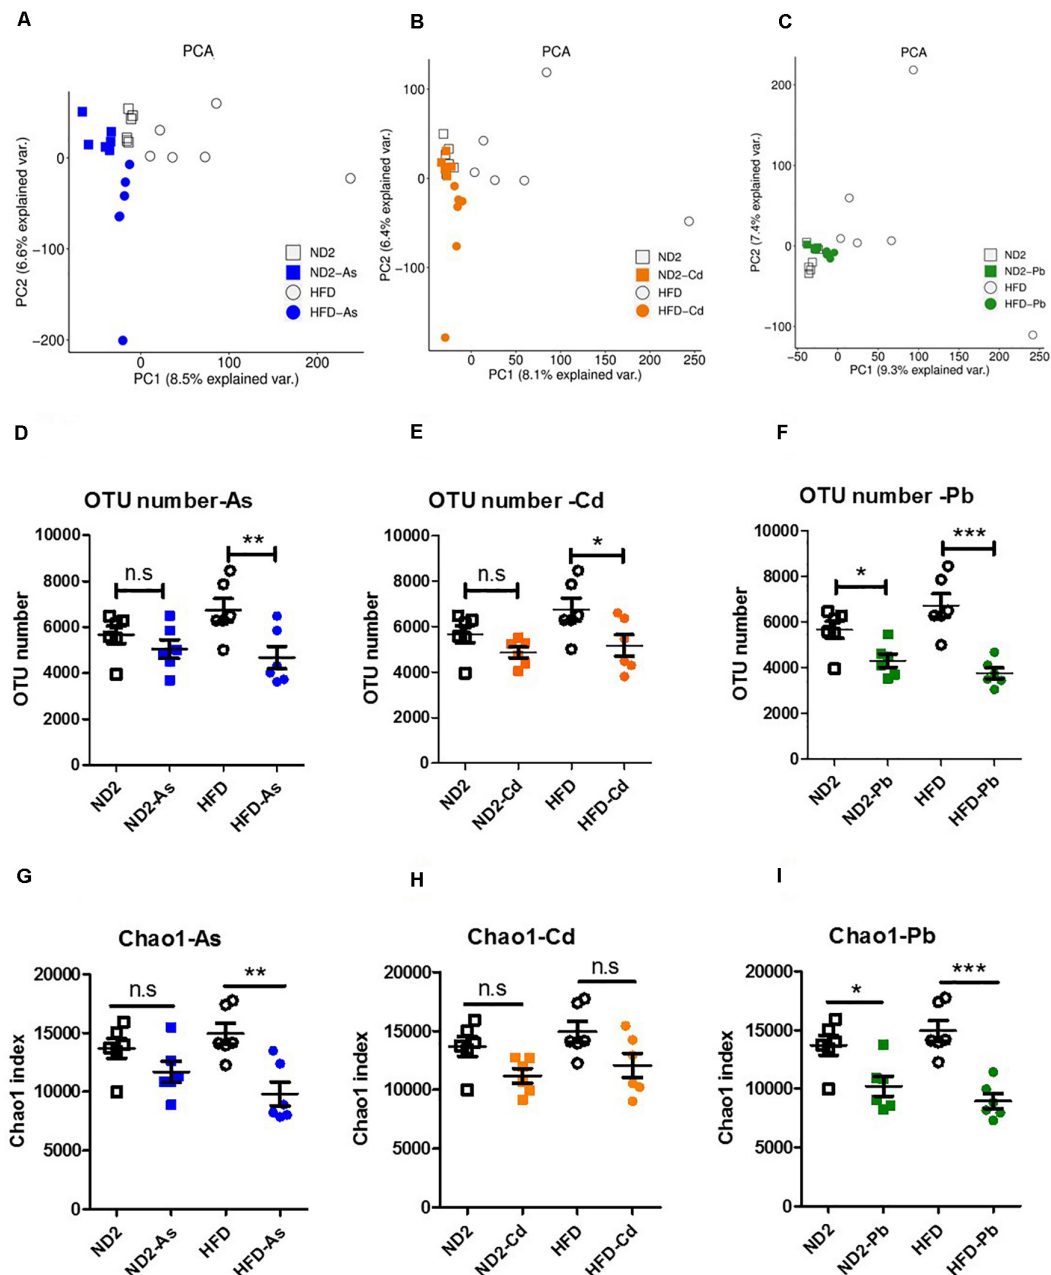 A
B
C
PCA
PC2 (6.6% explained var.)
0
−100
−200
0
100
200
PC1 (8.5% explained var.)
ND2
ND2−As
HFD
HFD−As
PCA
PC2 (6.4% explained var.)
100
0
−100
0
50
100
150
200
250
PC1 (8.1% explained var.)
ND2
ND2−Cd
HFD
HFD−Cd
PCA
PC2 (7.4% explained var.)
200
100
0
−100
−50
0
50
100
150
200
250
PC1 (9.3% explained var.)
ND2
ND2−Pb
HFD
HFD−Pb
D
E
F
OTU number-As
OTU number
10000
8000
6000
4000
2000
0
n.s
**
ND2
ND2-As
HFD
HFD-As
OTU number -Cd
OTU number
10000
8000
6000
4000
2000
0
n.s
*
ND2
ND2-Cd
HFD
HFD-Cd
OTU number -Pb
OTU number
10000
8000
6000
4000
2000
0
*
***
ND2
ND2-Pb
HFD
HFD-Pb
G
H
I
Chao1-As
Chao1 index
20000
15000
10000
5000
0
n.s
**
ND2
ND2-As
HFD
HFD-As
Chao1-Cd
Chao1 index
20000
15000
10000
5000
0
n.s
n.s
ND2
ND2-Cd
HFD
HFD-Cd
Chao1-Pb
Chao1 index
20000
15000
10000
5000
0
*
***
ND2
ND2-Pb
HFD
HFD-Pb